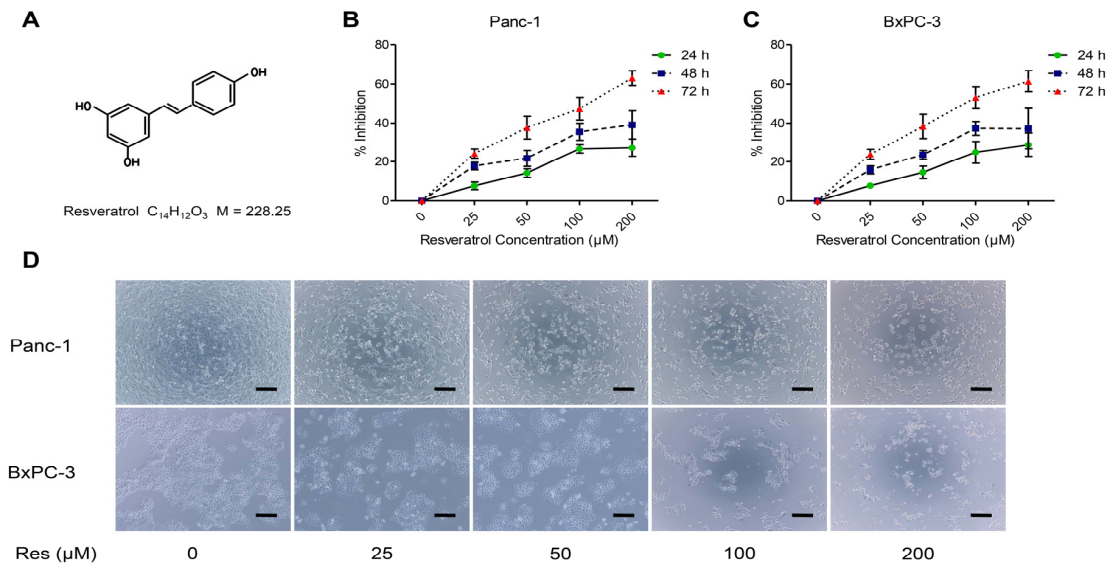 A
HO
OH
OH
Resveratrol C₁₄H₁₂O₃ M = 228.25
B
Panc-1
80
60
40
20
0
% Inhibition
0 25 50 100 200
Resveratrol Concentration (μM)
24 h
48 h
72 h
C
BxPC-3
80
60
40
20
0
% Inhibition
0 25 50 100 200
Resveratrol Concentration (μM)
24 h
48 h
72 h
D
Panc-1
BxPC-3
Res (μM) 0 25 50 100 200